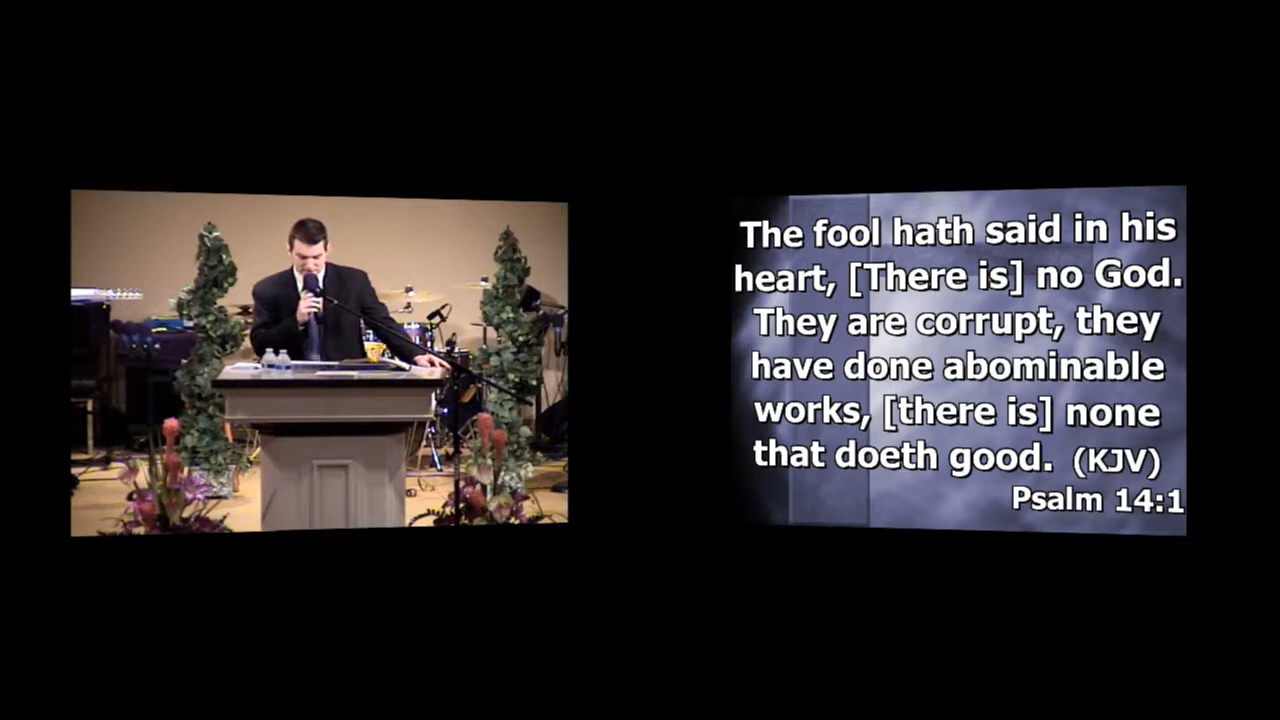 The fool hath said in his
heart, [There is] no God.
They are corrupt, they
have done abominable
works, [there is] none
that doeth good. (KJV)
Psalm 14:1